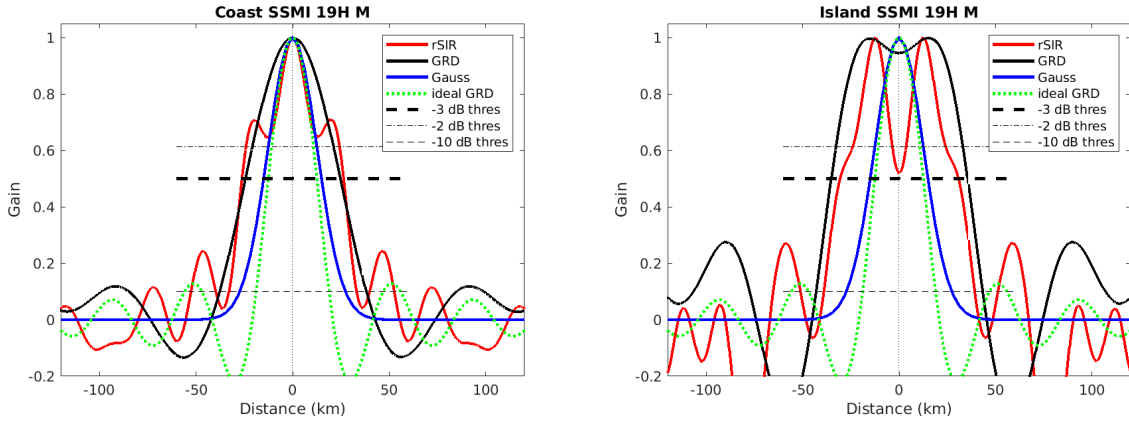 Coast SSMI 19H M
1
0.8
0.6
0.4
0.2
0
-0.2
Gain
-100
-50
0
50
100
Distance (km)
rSIR
GRD
Gauss
ideal GRD
-3 dB thres
-2 dB thres
-10 dB thres
Island SSMI 19H M
1
0.8
0.6
0.4
0.2
0
-0.2
Gain
-100
-50
0
50
100
Distance (km)
rSIR
GRD
Gauss
ideal GRD
-3 dB thres
-2 dB thres
-10 dB thres